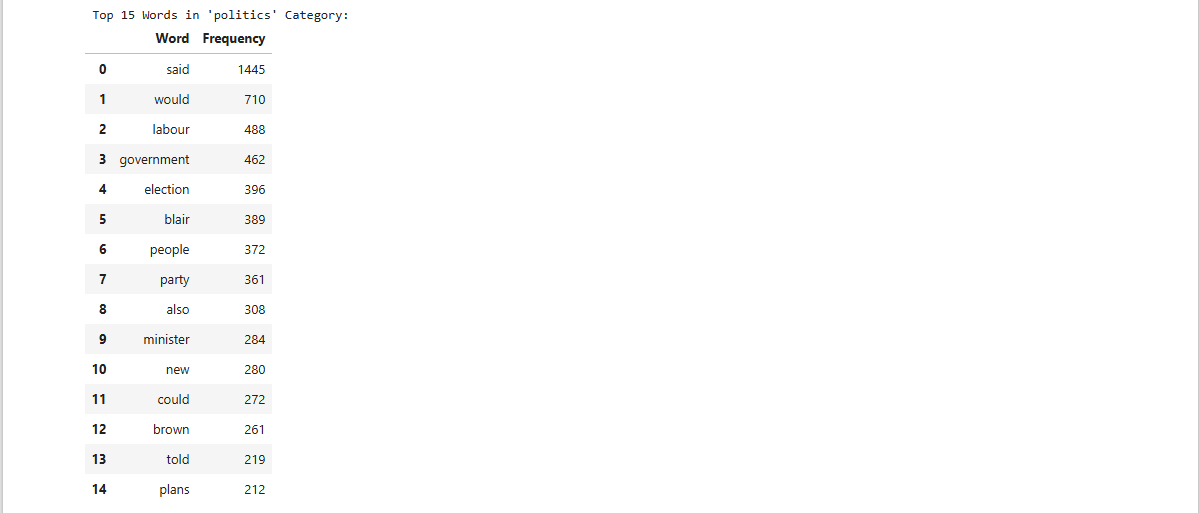 Top 15 Words in 'politics' Category:
Word Frequency
0 said 1445
1 would 710
2 labour 488
3 government 462
4 election 396
5 blair 389
6 people 372
7 party 361
8 also 308
9 minister 284
10 new 280
11 could 272
12 brown 261
13 told 219
14 plans 212